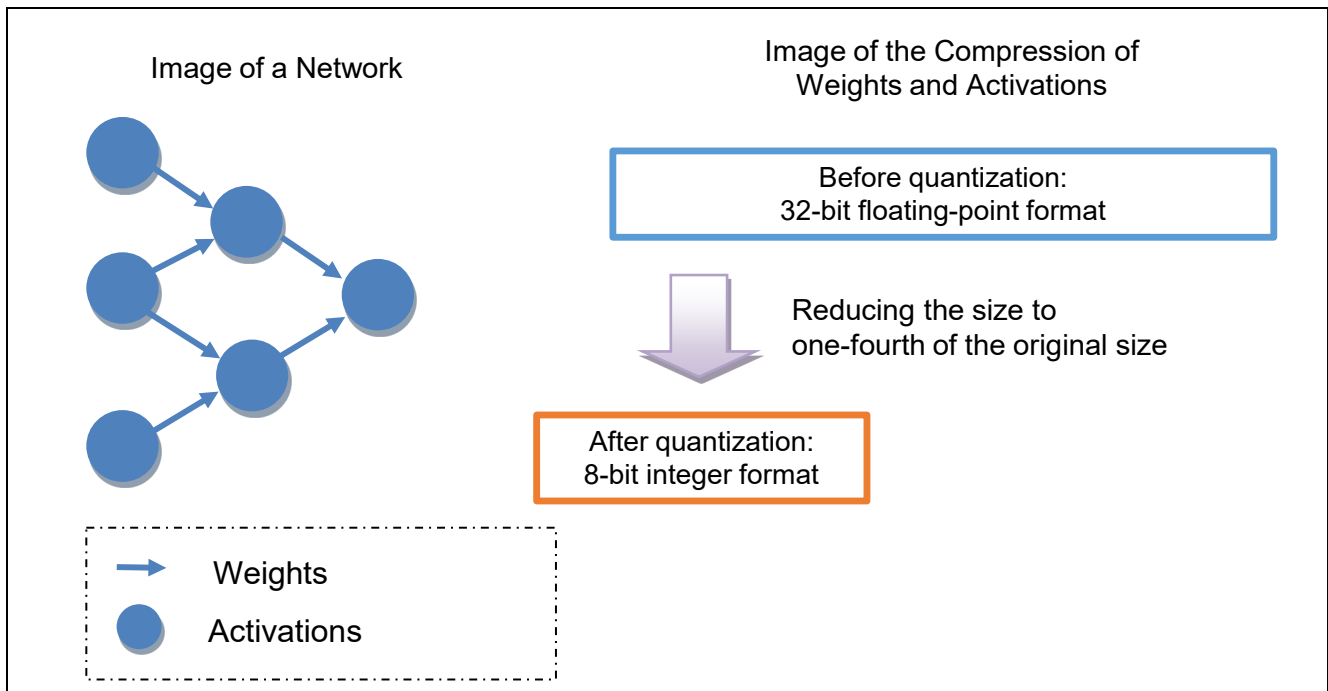 Image of a Network
Image of the Compression of
Weights and Activations
Before quantization:
32-bit floating-point format
Reducing the size to
one-fourth of the original size
After quantization:
8-bit integer format
Weights
Activations